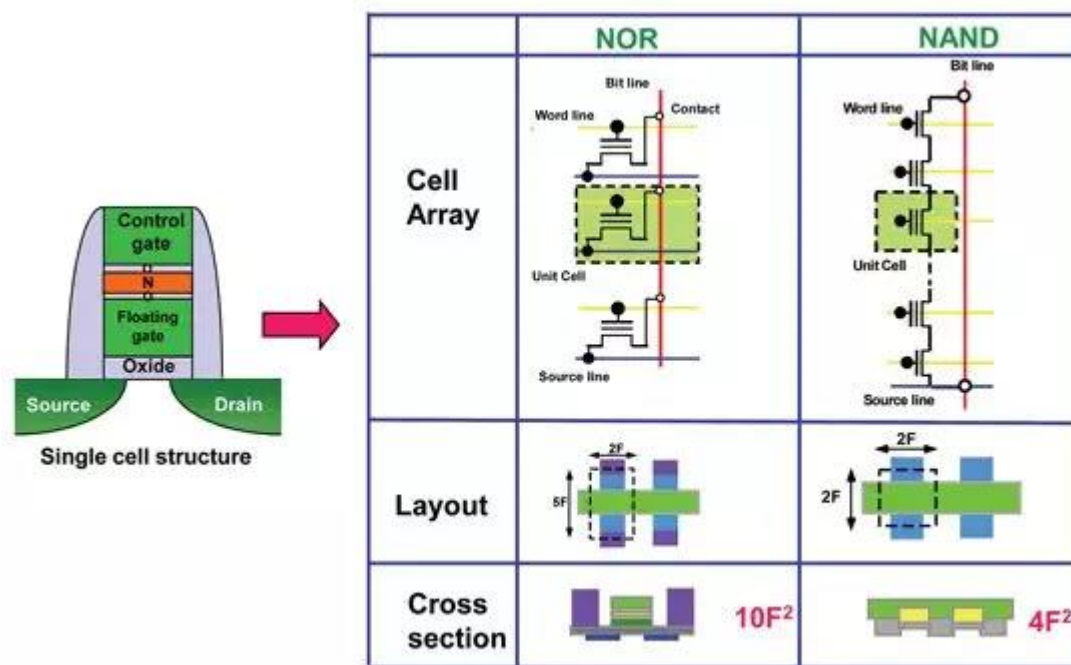 NOR
NAND
Cell
Array
Bit line
Word line
Contact
Unit Cell
Source line
Bit line
Word line
Unit Cell
Source line
Control
gate
N
Floating
gate
Oxide
Source
Drain
Single cell structure
Layout
2F
5F
2F
2F
Cross
section
10F²
4F²